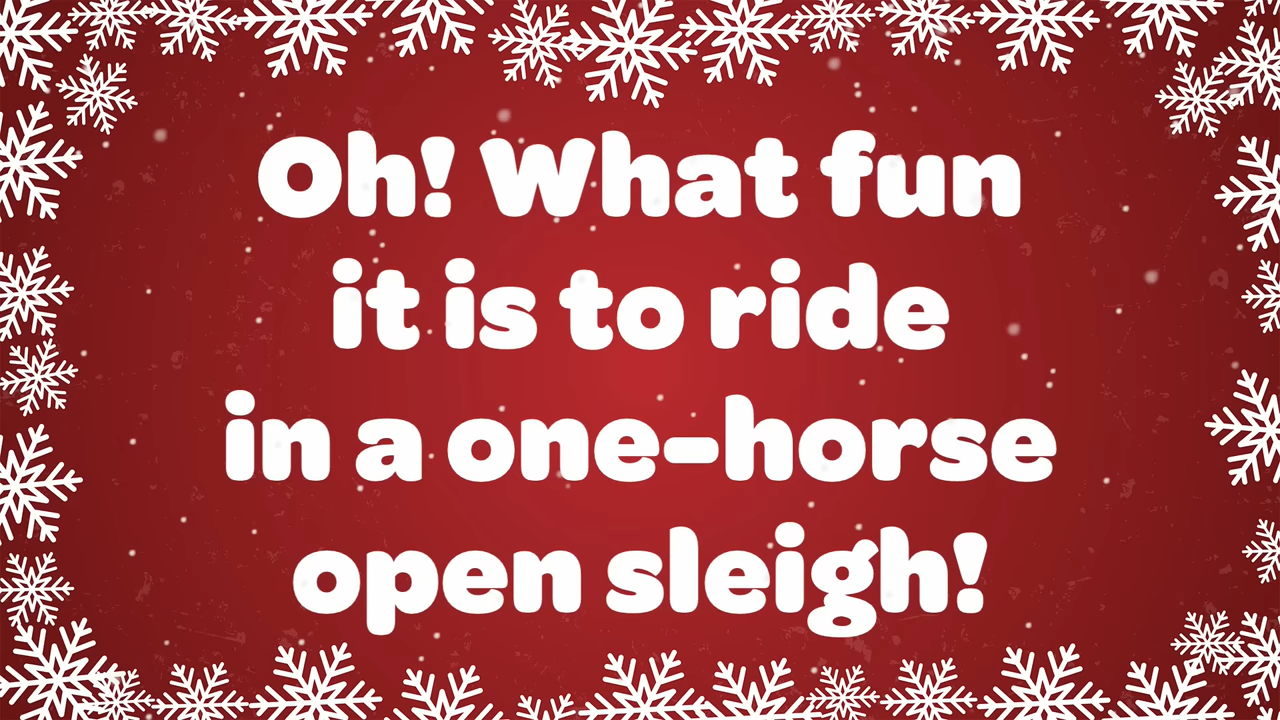 Oh! What fun
it is to ride
in a one-horse
open sleigh!